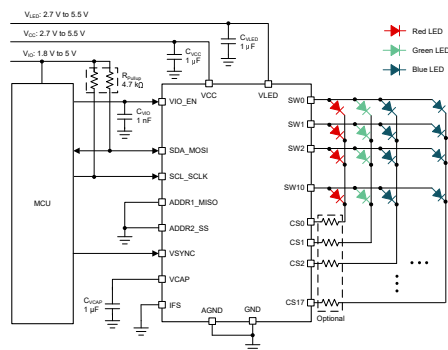 VLED: 2.7 V to 5.5 V
VCC: 2.7 V to 5.5 V
VIO: 1.8 V to 5 V
CVCC
1 µF
CVLED
1 µF
Red LED
Green LED
Blue LED
RPullup
4.7 kΩ
VCC
VLED
VIO_EN
CVIO
1 nF
SW0
SW1
SDA_MOSI
SW2
SCL_SCLK
MCU
SW10
ADDR1_MISO
CS0
ADDR2_SS
CS1
VSYNC
CS2
VCAP
CVCAP
1 µF
IFS
CS17
AGND
GND
Optional